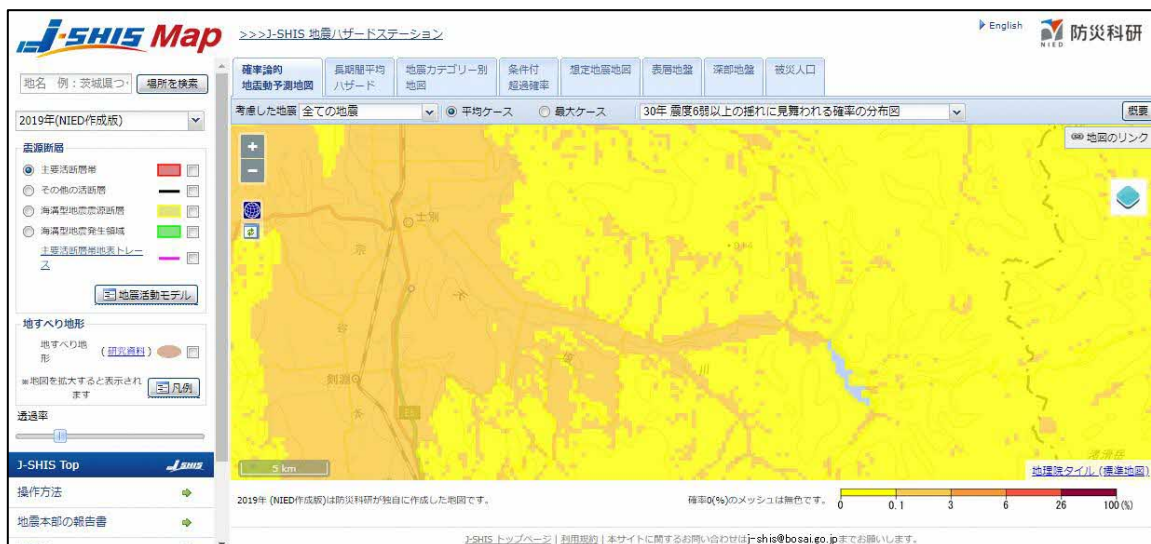 J-SHIS Map
>>>J-SHIS 地震ハザードステーション
English
NIED 防災科研
地名 例：茨城県つ
場所を検索
2019年(NIED作成版)
震源断層
主要活断層帯
その他の活断層
海溝型地震震源断層
海溝型地震発生領域
主要活断層帯地表トレース
地震活動モデル
地すべり地形
地すべり地形
(研究資料)
※地図を拡大すると表示されます
凡例
透過率
J-SHIS Top
J-SHIS
操作方法
地震本部の報告書
確率論的
地震動予測地図
長期間平均
ハザード
地震カテゴリー別
地図
条件付
超過確率
想定地震地図
表層地盤
深部地盤
被災人口
考慮した地震 全ての地震
平均ケース
最大ケース
30年 震度6弱以上の揺れに見舞われる確率の分布図
概要
+
−
地図のリンク
士別
剣淵
川
5 km
地理院タイル (標準地図)
2019年 (NIED作成版)は防災科研が独自に作成した地図です。
確率0(%)のメッシュは無色です。
0 0.1 3 6 26 100 (%)
J-SHIS トップページ | 利用規約 | 本サイトに関するお問い合わせはj-shis@bosai.go.jpまでお願いします。